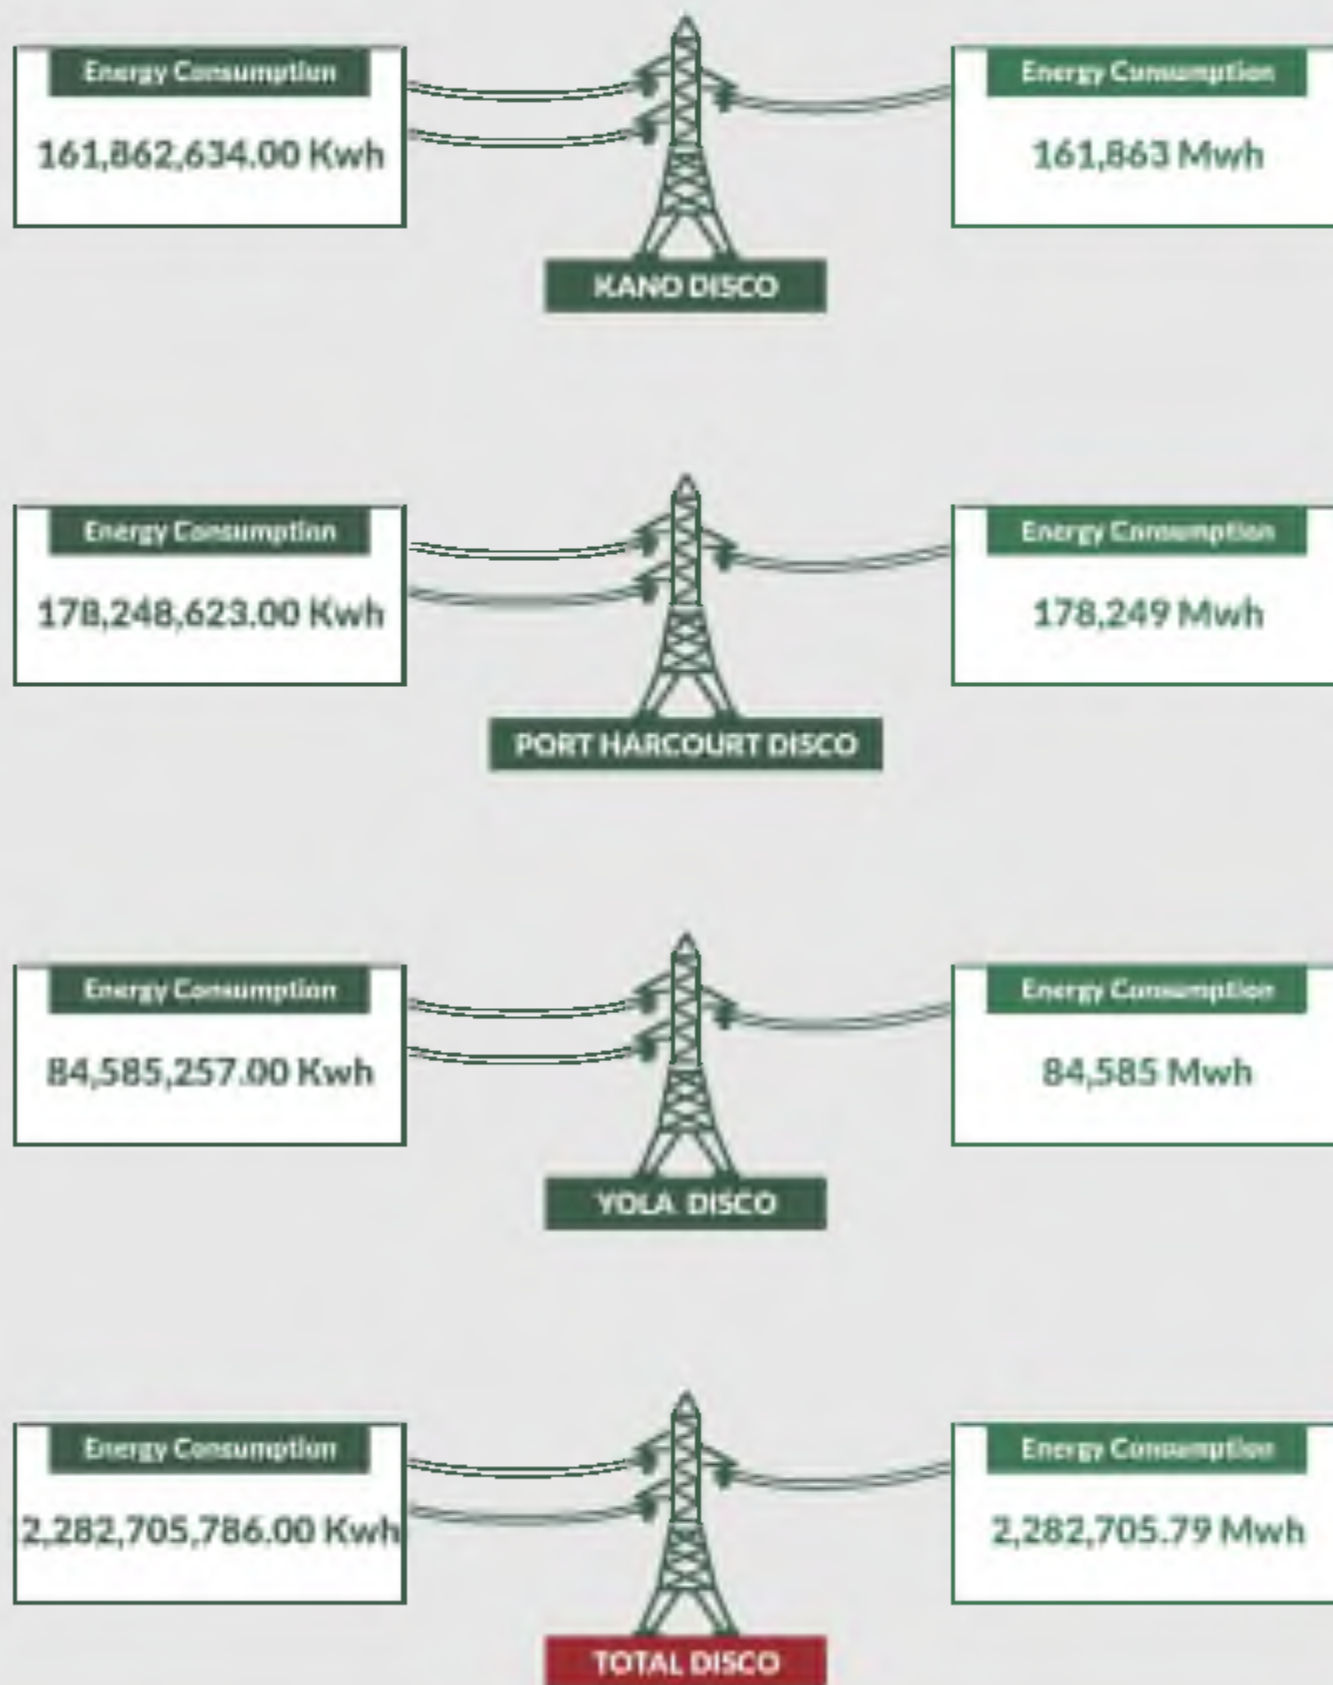 Energy Consumption
Energy Consumption
161,862,634.00 Kwh
161,863 Mwh
KANO DISCO
Energy Consumption
Energy Consumption
178,248,623.00 Kwh
178,249 Mwh
PORT HARCOURT DISCO
Energy Consumption
Energy Consumption
84,585,257.00 Kwh
84,585 Mwh
YOLA DISCO
Energy Consumption
Energy Consumption
2,282,705,786.00 Kwh
2,282,705.79 Mwh
TOTAL DISCO